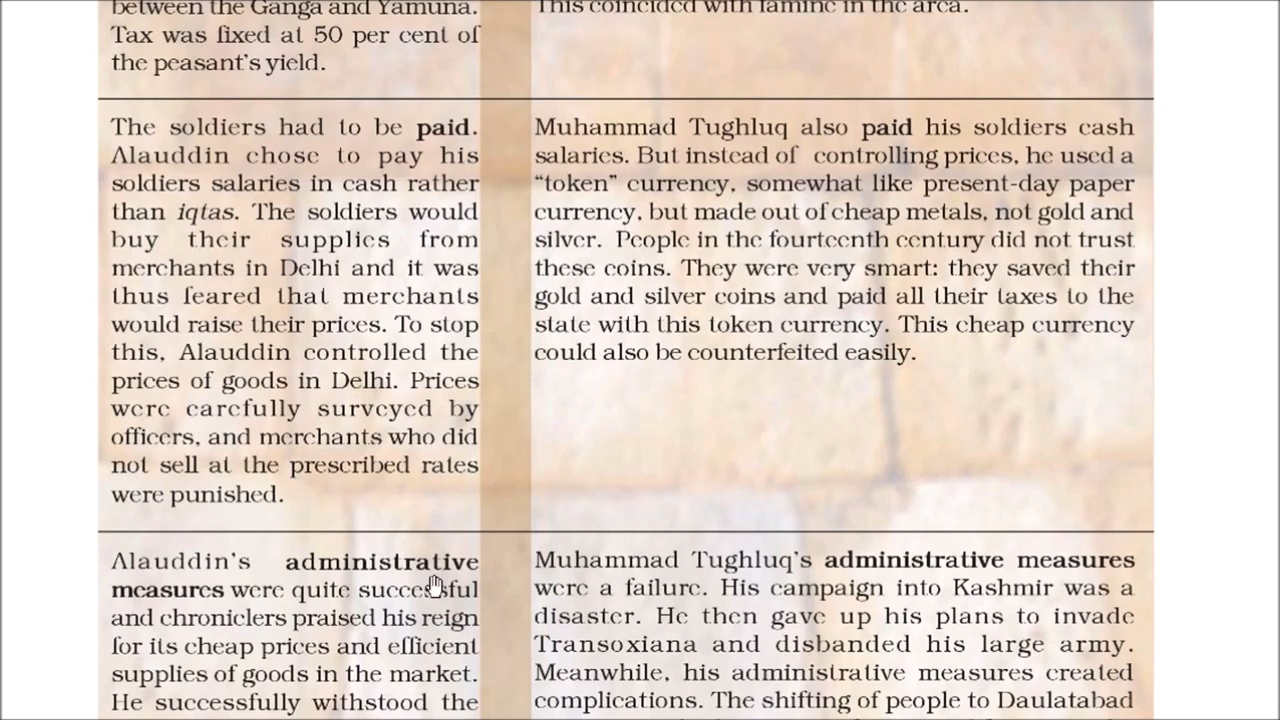 between the Ganga and Yamuna.
Tax was fixed at 50 per cent of
the peasant's yield.
This coincided with famine in the area.
The soldiers had to be paid.
Alauddin chose to pay his
soldiers salaries in cash rather
than iqtas. The soldiers would
buy their supplies from
merchants in Delhi and it was
thus feared that merchants
would raise their prices. To stop
this, Alauddin controlled the
prices of goods in Delhi. Prices
were carefully surveyed by
officers, and merchants who did
not sell at the prescribed rates
were punished.
Muhammad Tughluq also paid his soldiers cash
salaries. But instead of controlling prices, he used a
“token” currency, somewhat like present-day paper
currency, but made out of cheap metals, not gold and
silver. People in the fourteenth century did not trust
these coins. They were very smart: they saved their
gold and silver coins and paid all their taxes to the
state with this token currency. This cheap currency
could also be counterfeited easily.
Alauddin's administrative
measures were quite successful
and chroniclers praised his reign
for its cheap prices and efficient
supplies of goods in the market.
He successfully withstood the
Muhammad Tughluq's administrative measures
were a failure. His campaign into Kashmir was a
disaster. He then gave up his plans to invade
Transoxiana and disbanded his large army.
Meanwhile, his administrative measures created
complications. The shifting of people to Daulatabad